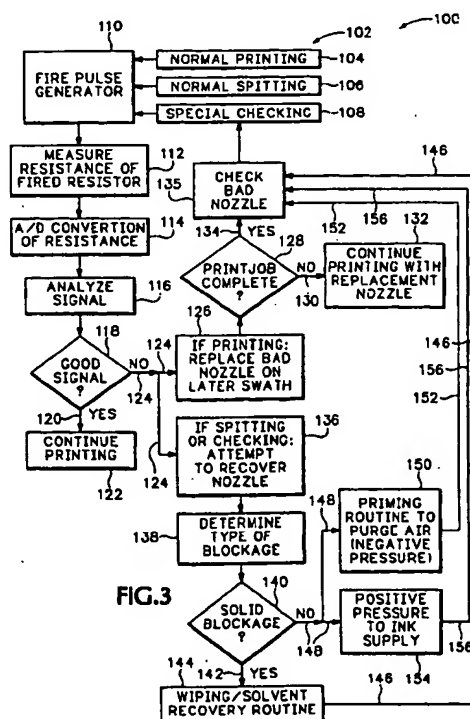 110
102
100
FIRE PULSE
GENERATOR
NORMAL PRINTING
104
NORMAL SPITTING
106
SPECIAL CHECKING
108
MEASURE
RESISTANCE OF
FIRED RESISTOR
112
135
CHECK
BAD
NOZZLE
146
156
152
132
A/D CONVERTION
OF RESISTANCE
114
134
YES
128
PRINTJOB
COMPLETE
?
NO
130
CONTINUE
PRINTING WITH
REPLACEMENT
NOZZLE
ANALYZE
SIGNAL
116
118
GOOD
SIGNAL
?
NO
124
124
126
IF PRINTING:
REPLACE BAD
NOZZLE ON
LATER SWATH
146
156
152
120
YES
CONTINUE
PRINTING
122
124
136
IF SPITTING
OR CHECKING:
ATTEMPT
TO RECOVER
NOZZLE
138
DETERMINE
TYPE OF
BLOCKAGE
148
150
PRIMING
ROUTINE TO
PURGE AIR
(NEGATIVE
PRESSURE)
FIG.3
140
SOLID
BLOCKAGE
?
NO
148
POSITIVE
PRESSURE
TO INK
SUPPLY
154
156
142
YES
144
WIPING/SOLVENT
RECOVERY ROUTINE
146